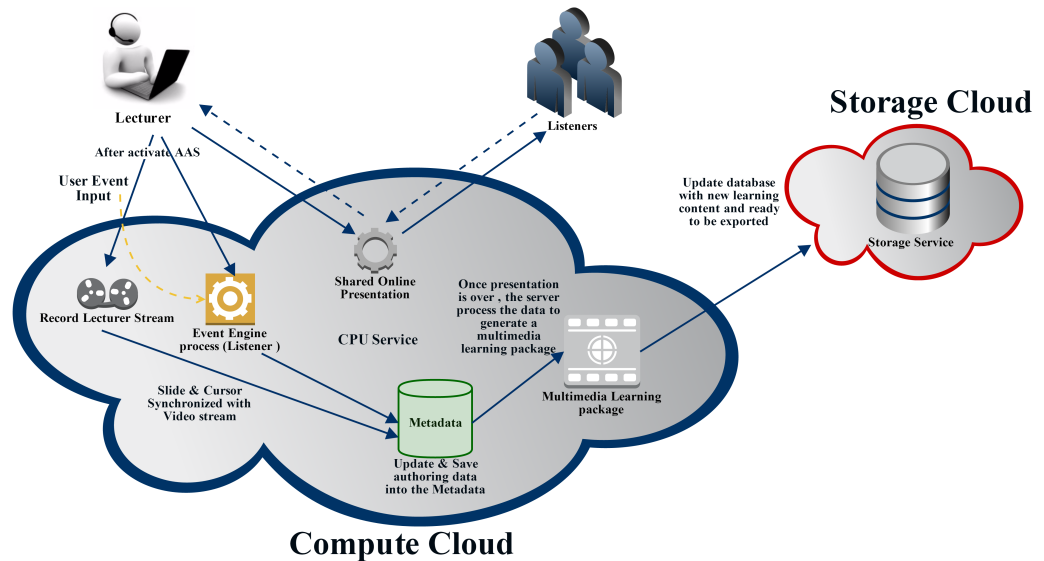 Storage Cloud
Lecturer
Listeners
After activate AAS
User Event
Input
Update database
with new learning
content and ready
to be exported
Storage Service
Shared Online
Presentation
Record Lecturer Stream
Event Engine
process (Listener )
CPU Service
Once presentation
is over , the server
process the data to
generate a
multimedia
learning package
Multimedia Learning
package
Slide & Cursor
Synchronized with
Video stream
Metadata
Update & Save
authoring data
into the Metadata
Compute Cloud